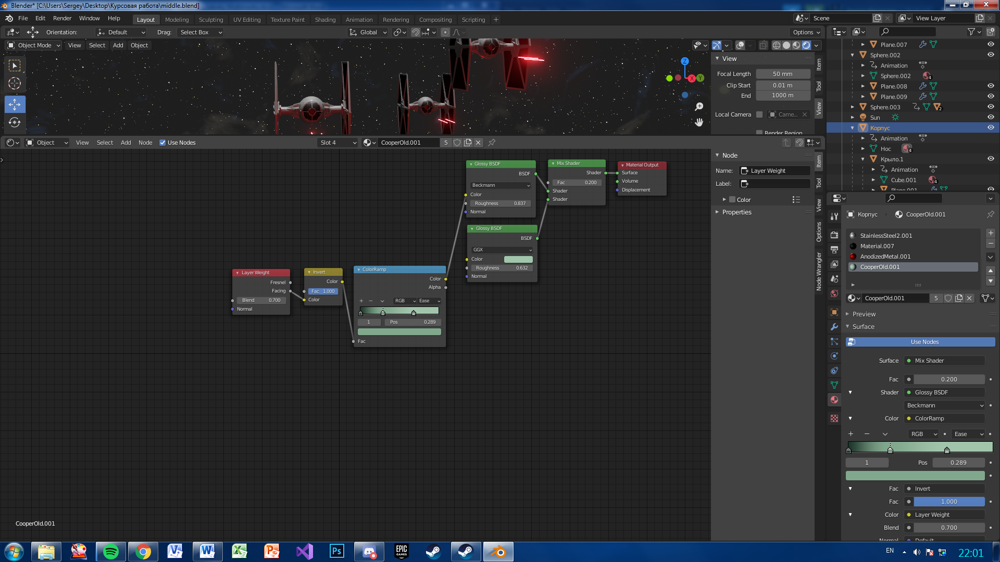 Blender* [C:\Users\Sergey\Desktop\Курсовая работа\middle.blend]
File Edit Render Window Help Layout Modeling Sculpting UV Editing Texture Paint Shading Animation Rendering Compositing Scripting + Scene View Layer
Orientation: Default Drag: Select Box Global Options
Object Mode View Select Add Object
View
Focal Length 50 mm
Clip Start 0.01 m
End 1000 m
Local Camera Came...
Render Region
Item
Tool
View
Z
X
Y
Plane.007
Sphere.002
Animation
Sphere.002 4
Plane.008
Plane.009
Sphere.003 2
Sun
Корпус
Animation
Нос 4
Крыло.1
Animation
Cube.001 4
Plane.001
Object View Select Add Node Use Nodes Slot 4 CooperOld.001 5
Glossy BSDF
BSDF
Beckmann
Color
Roughness 0.837
Normal
Mix Shader
Shader
Fac 0.200
Shader
Shader
Material Output
Surface
Volume
Displacement
Glossy BSDF
BSDF
GGX
Color
Roughness 0.632
Normal
Layer Weight
Fresnel
Facing
Blend 0.700
Normal
Invert
Color
Fac 1.000
Color
ColorRamp
Color
Alpha
+ − RGB Ease
1 Pos 0.289
Fac
CooperOld.001
Node
Name: Layer Weight
Label:
Color
Properties
Item
Tool
View
Options
Node Wrangler
Корпус CooperOld.001
StainlessSteel2.001
Material.007
AnodizedMetal.001
CooperOld.001
CooperOld.001 5
Preview
Surface
Use Nodes
Surface Mix Shader
Fac 0.200
Shader Glossy BSDF
Beckmann
Color ColorRamp
+ − RGB Ease
1 Pos 0.289
Fac Invert
Fac 1.000
Color Layer Weight
Blend 0.700
Normal Default
Ps
EPIC
GAMES
EN 22:01